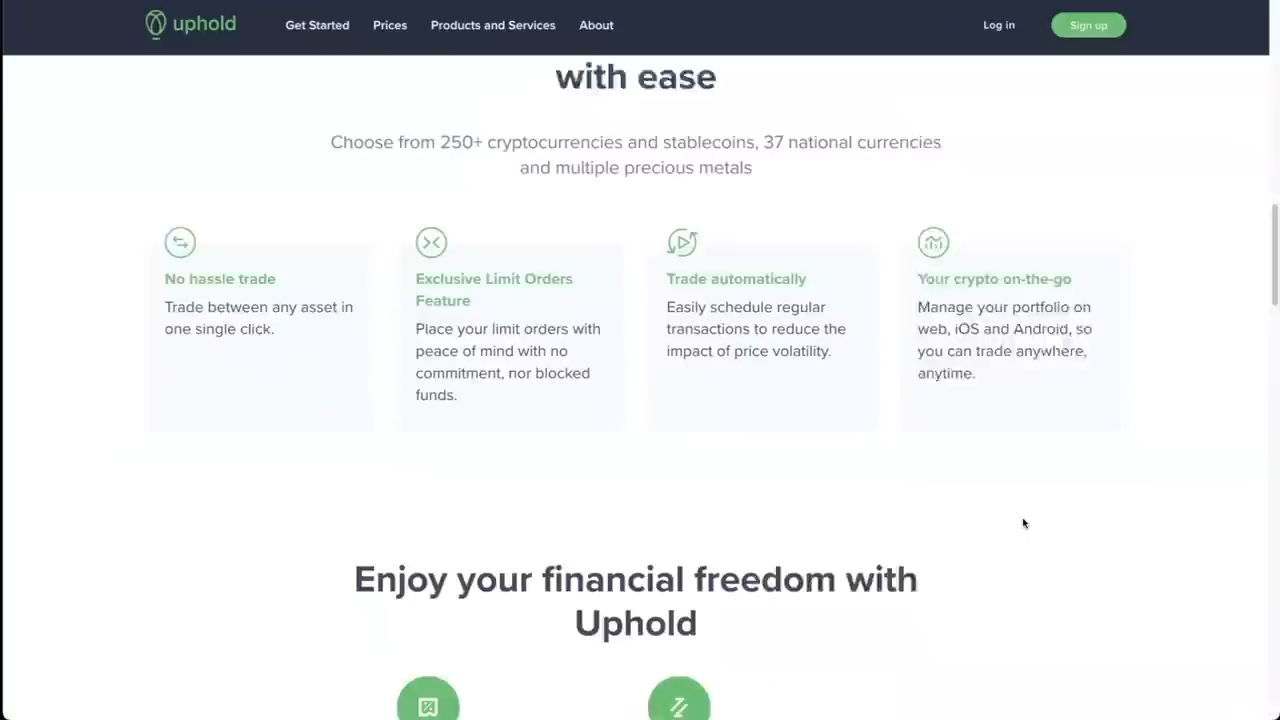 uphold
Get Started
Prices
Products and Services
About
Log in
Sign up
with ease
Choose from 250+ cryptocurrencies and stablecoins, 37 national currencies
and multiple precious metals
No hassle trade
Trade between any asset in
one single click.
Exclusive Limit Orders
Feature
Place your limit orders with
peace of mind with no
commitment, nor blocked
funds.
Trade automatically
Easily schedule regular
transactions to reduce the
impact of price volatility.
Your crypto on-the-go
Manage your portfolio on
web, iOS and Android, so
you can trade anywhere,
anytime.
Enjoy your financial freedom with
Uphold